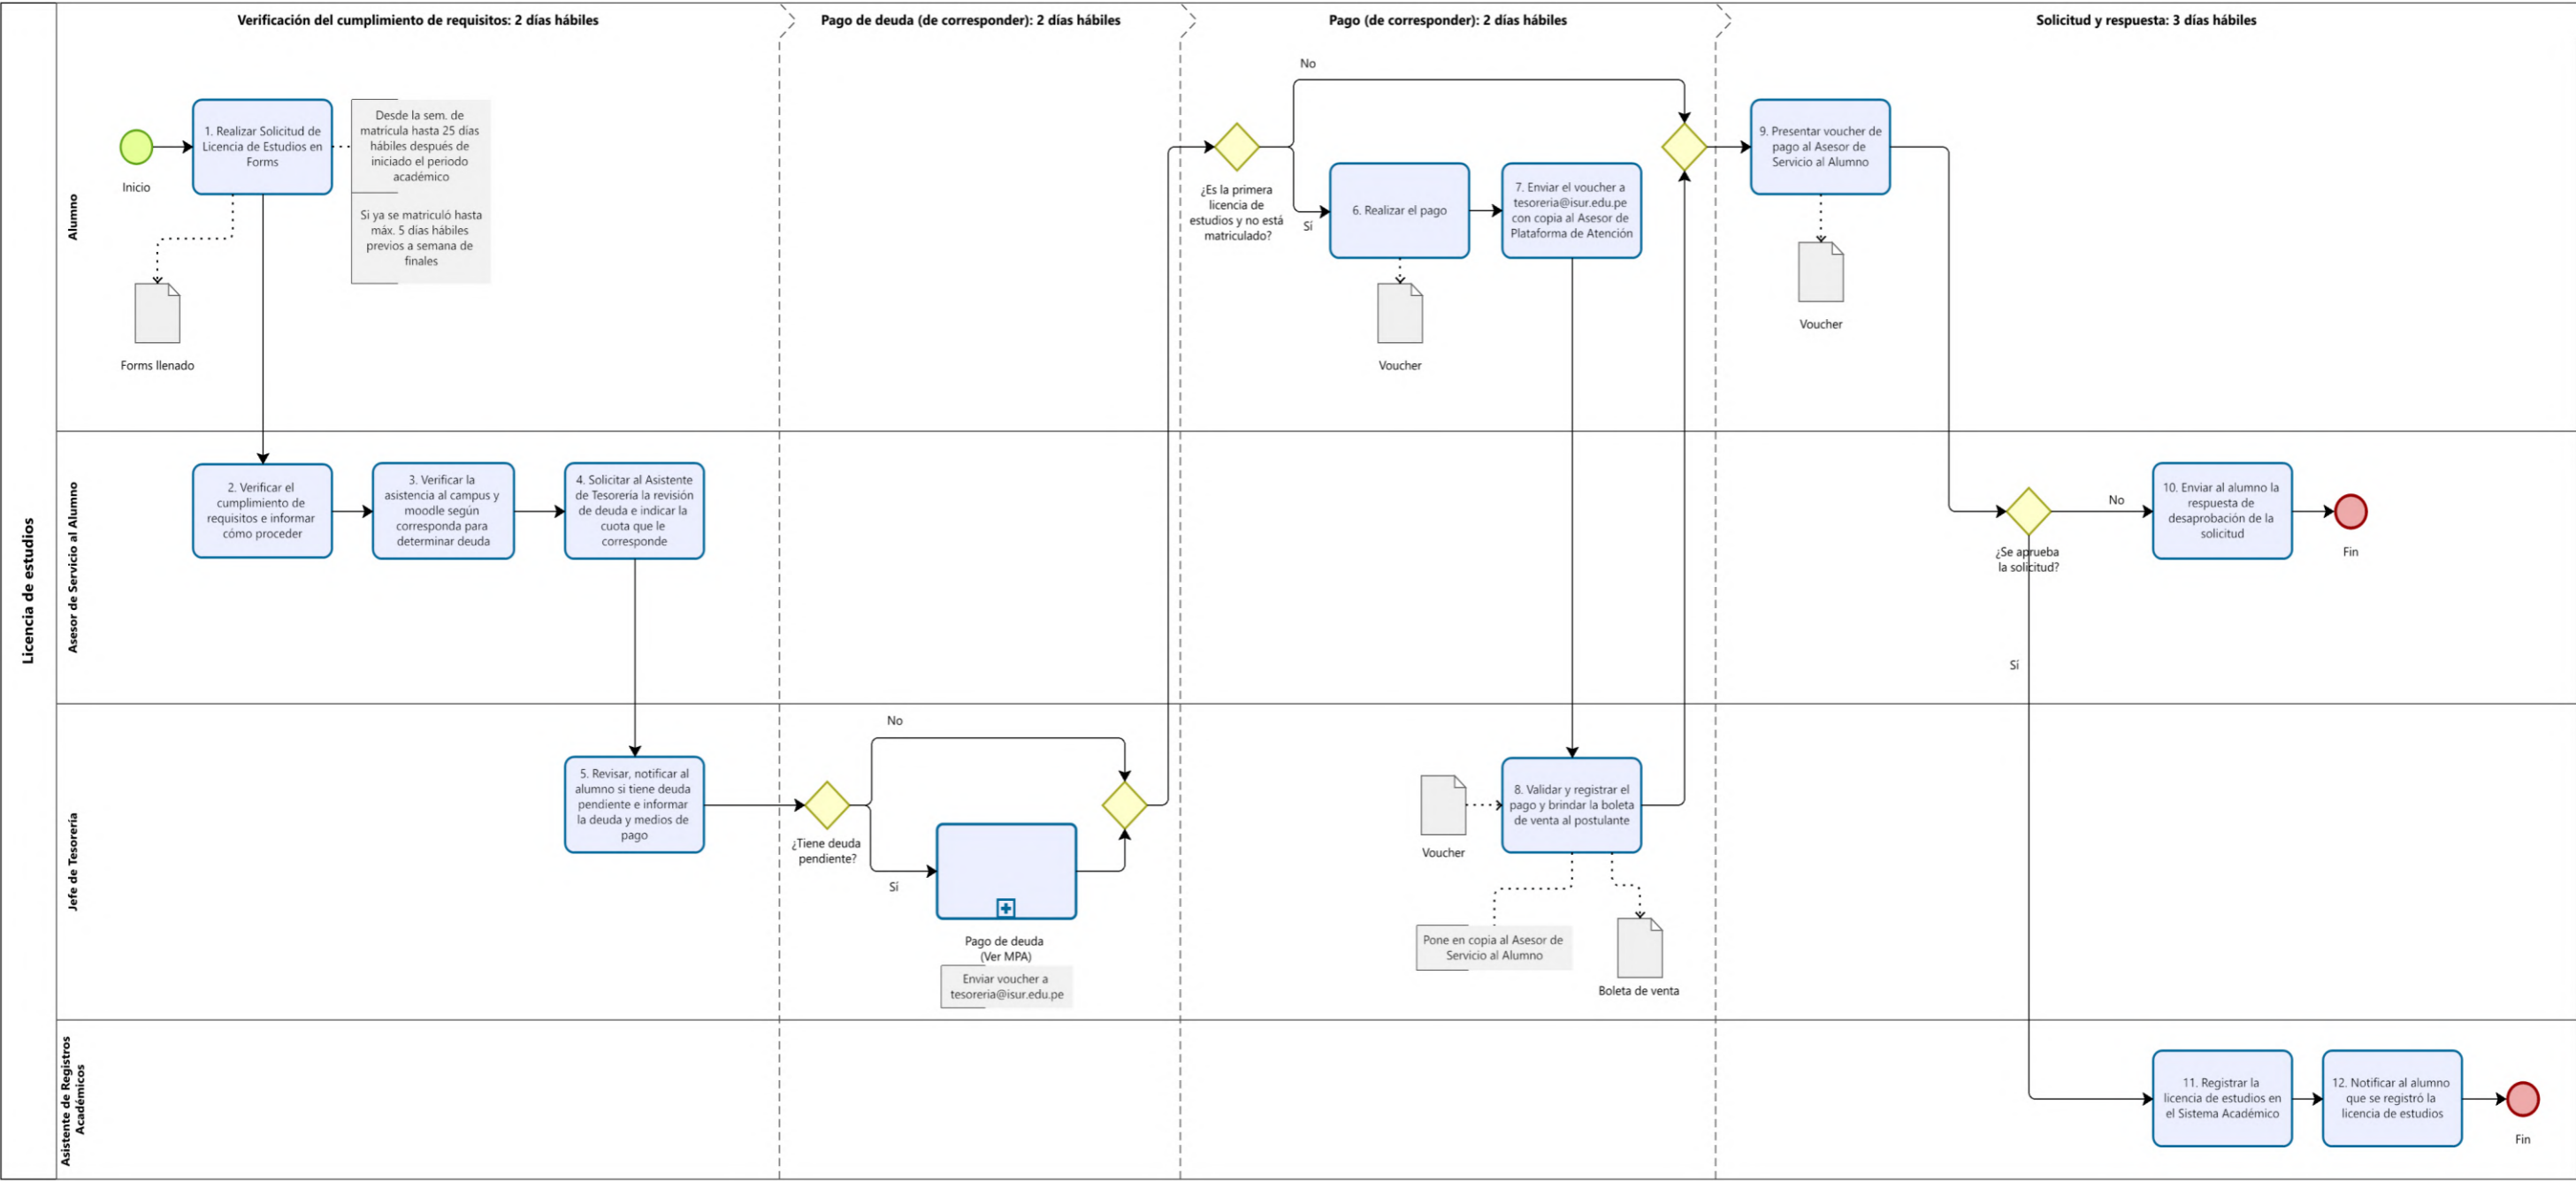 Verificación del cumplimiento de requisitos: 2 días hábiles
Pago de deuda (de corresponder): 2 días hábiles
Pago (de corresponder): 2 días hábiles
Solicitud y respuesta: 3 días hábiles
Licencia de estudios
Alumno
Inicio
1. Realizar Solicitud de
Licencia de Estudios en
Forms
Desde la sem. de
matricula hasta 25 días
hábiles después de
iniciado el periodo
académico
Si ya se matriculó hasta
máx. 5 días hábiles
previos a semana de
finales
Forms llenado
¿Es la primera
licencia de
estudios y no está
matriculado?
No
Sí
6. Realizar el pago
Voucher
7. Enviar el voucher a
tesoreria@isur.edu.pe
con copia al Asesor de
Plataforma de Atención
9. Presentar voucher de
pago al Asesor de
Servicio al Alumno
Voucher
Asesor de Servicio al Alumno
2. Verificar el
cumplimiento de
requisitos e informar
cómo proceder
3. Verificar la
asistencia al campus y
moodle según
corresponda para
determinar deuda
4. Solicitar al Asistente
de Tesorería la revisión
de deuda e indicar la
cuota que le
corresponde
¿Se aprueba
la solicitud?
No
Sí
10. Enviar al alumno la
respuesta de
desaprobación de la
solicitud
Fin
Jefe de Tesorería
5. Revisar, notificar al
alumno si tiene deuda
pendiente e informar
la deuda y medios de
pago
¿Tiene deuda
pendiente?
No
Sí
Pago de deuda
(Ver MPA)
Enviar voucher a
tesoreria@isur.edu.pe
Voucher
8. Validar y registrar el
pago y brindar la boleta
de venta al postulante
Pone en copia al Asesor de
Servicio al Alumno
Boleta de venta
Asistente de Registros
Académicos
11. Registrar la
licencia de estudios en
el Sistema Académico
12. Notificar al alumno
que se registró la
licencia de estudios
Fin